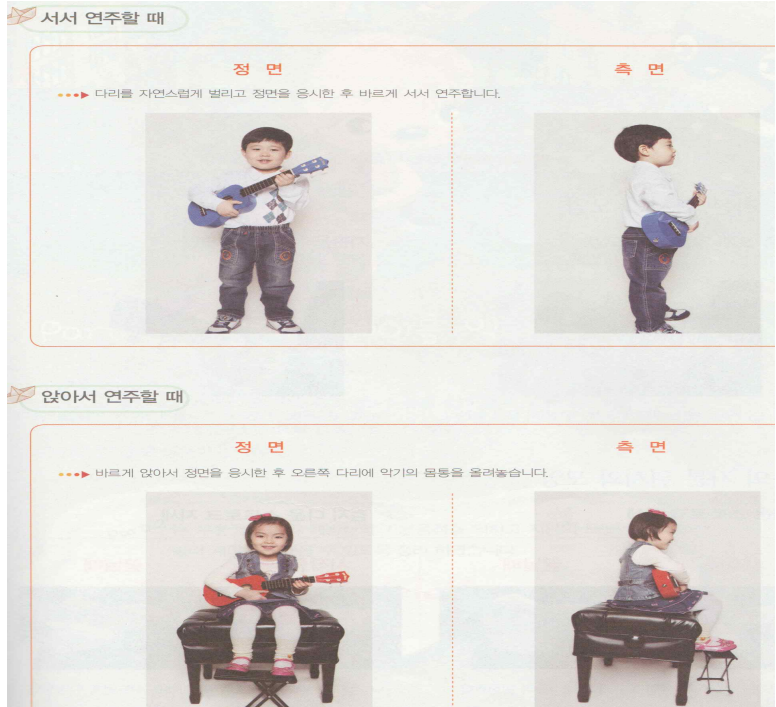 서서 연주할 때
정 면
측 면
다리를 자연스럽게 벌리고 정면을 응시한 후 바르게 서서 연주합니다.
앉아서 연주할 때
정 면
측 면
바르게 앉아서 정면을 응시한 후 오른쪽 다리에 악기의 몸통을 올려놓습니다.